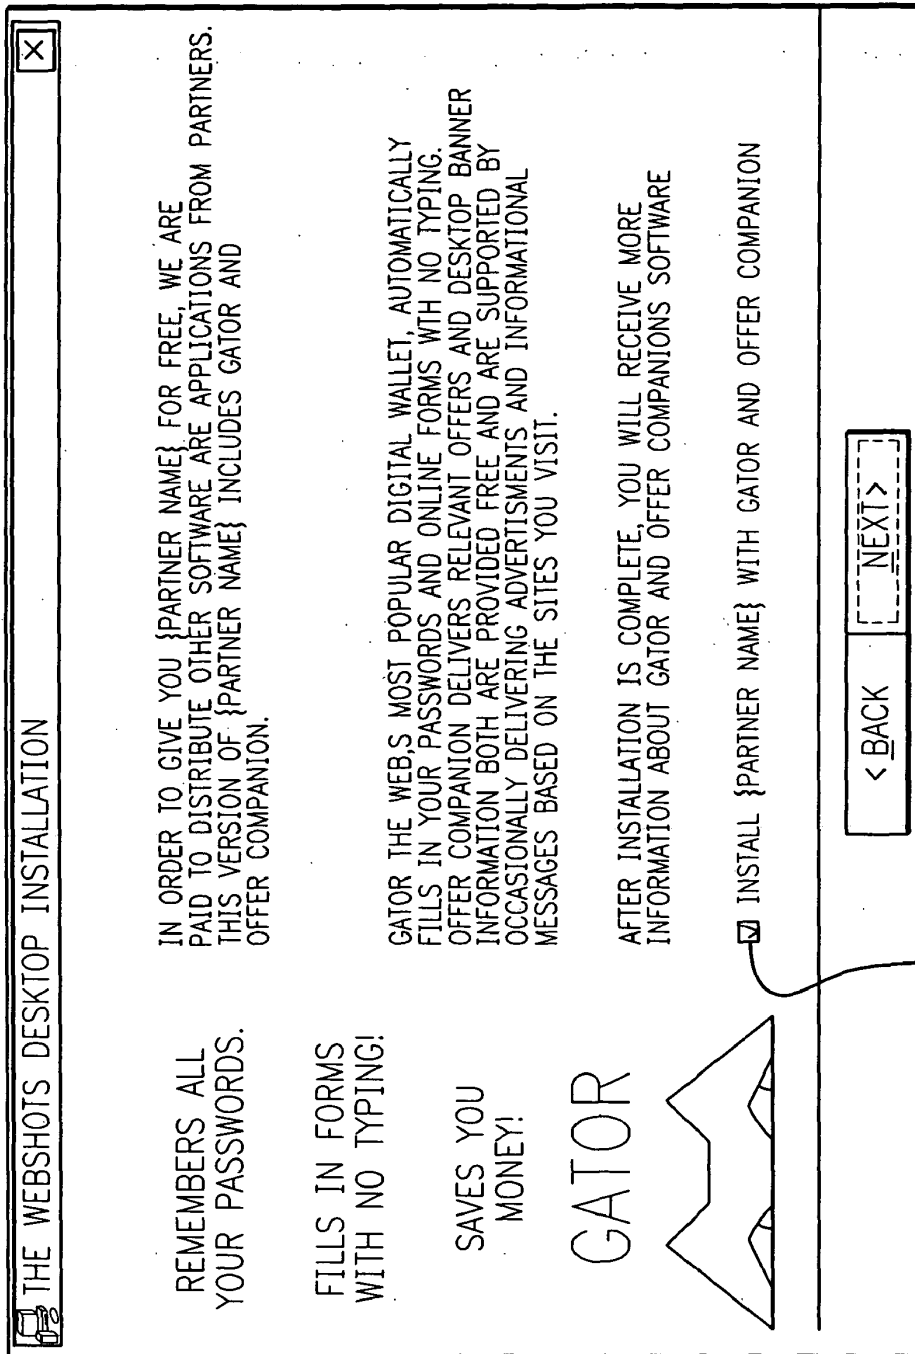 THE WEBSHOTS DESKTOP INSTALLATION
X
REMEMBERS ALL
YOUR PASSWORDS.
FILLS IN FORMS
WITH NO TYPING!
SAVES YOU
MONEY!
GATOR
IN ORDER TO GIVE YOU {PARTNER NAME} FOR FREE, WE ARE
PAID TO DISTRIBUTE OTHER SOFTWARE ARE APPLICATIONS FROM PARTNERS.
THIS VERSION OF {PARTNER NAME} INCLUDES GATOR AND
OFFER COMPANION.
GATOR THE WEB,S MOST POPULAR DIGITAL WALLET, AUTOMATICALLY
FILLS IN YOUR PASSWORDS AND ONLINE FORMS WTH NO TYPING.
OFFER COMPANION DELIVERS RELEVANT OFFERS AND DESKTOP BANNER
INFORMATION BOTH ARE PROVIDED FREE AND ARE SUPPORTED BY
OCCASIONALLY DELIVERING ADVERTISMENTS AND INFORMATIONAL
MESSAGES BASED ON THE SITES YOU VISIT.
AFTER INSTALLATION IS COMPLETE, YOU WILL RECEIVE MORE
INFORMATION ABOUT GATOR AND OFFER COMPANIONS SOFTWARE
INSTALL {PARTNER NAME} WITH GATOR AND OFFER COMPANION
< BACK
NEXT>